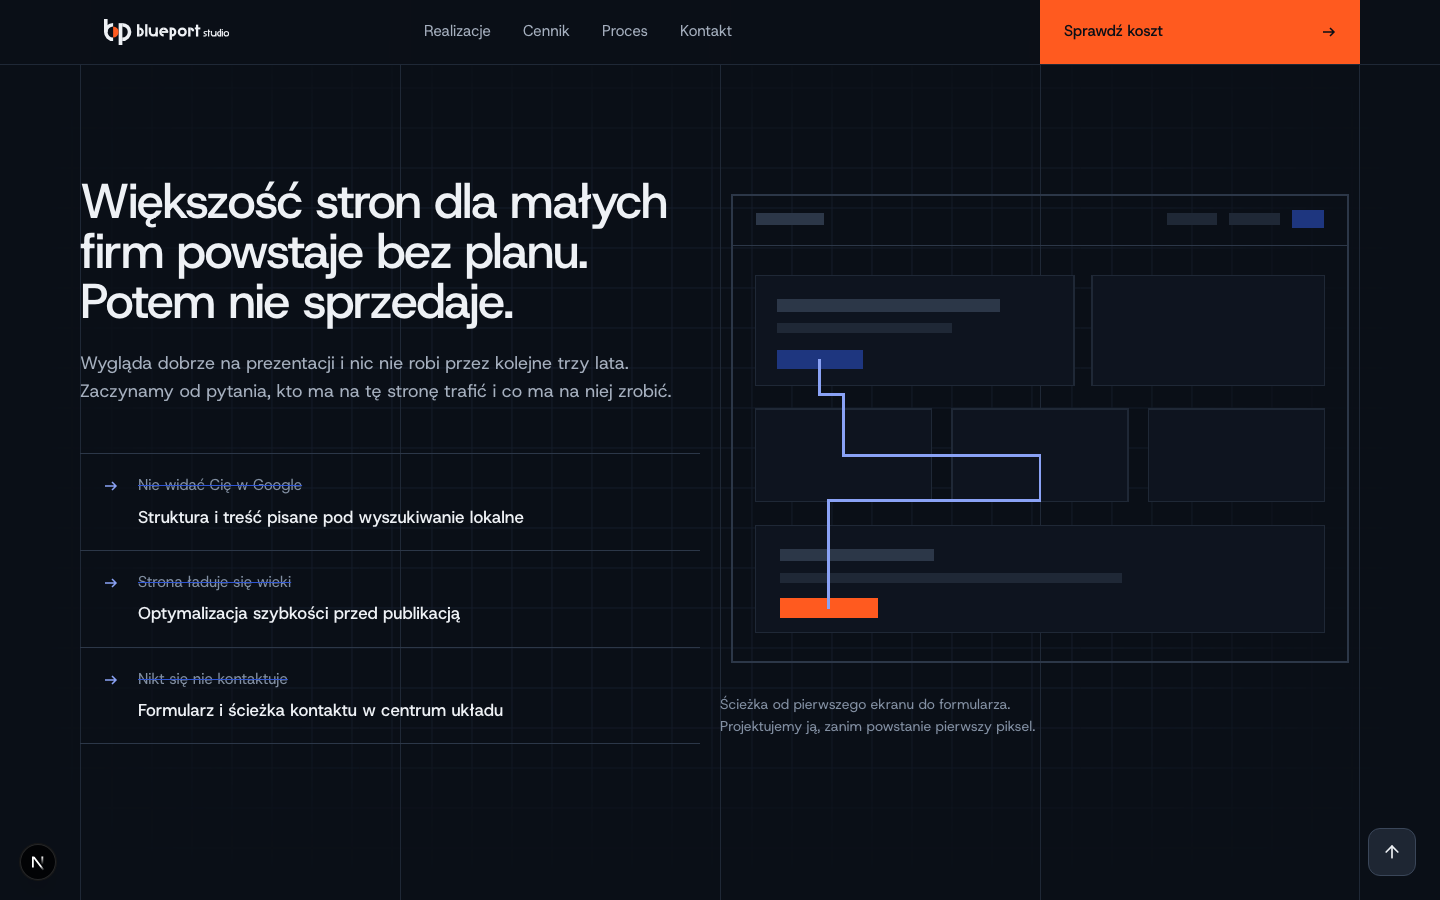 blueport studio
Realizacje
Cennik
Proces
Kontakt
Sprawdź koszt
Większość stron dla małych
firm powstaje bez planu.
Potem nie sprzedaje.
Wygląda dobrze na prezentacji i nic nie robi przez kolejne trzy lata.
Zaczynamy od pytania, kto ma na tę stronę trafić i co ma na niej zrobić.
Nie widać Cię w Google
Struktura i treść pisane pod wyszukiwanie lokalne
Strona ładuje się wieki
Optymalizacja szybkości przed publikacją
Nikt się nie kontaktuje
Formularz i ścieżka kontaktu w centrum układu
Ścieżka od pierwszego ekranu do formularza.
Projektujemy ją, zanim powstanie pierwszy piksel.
N